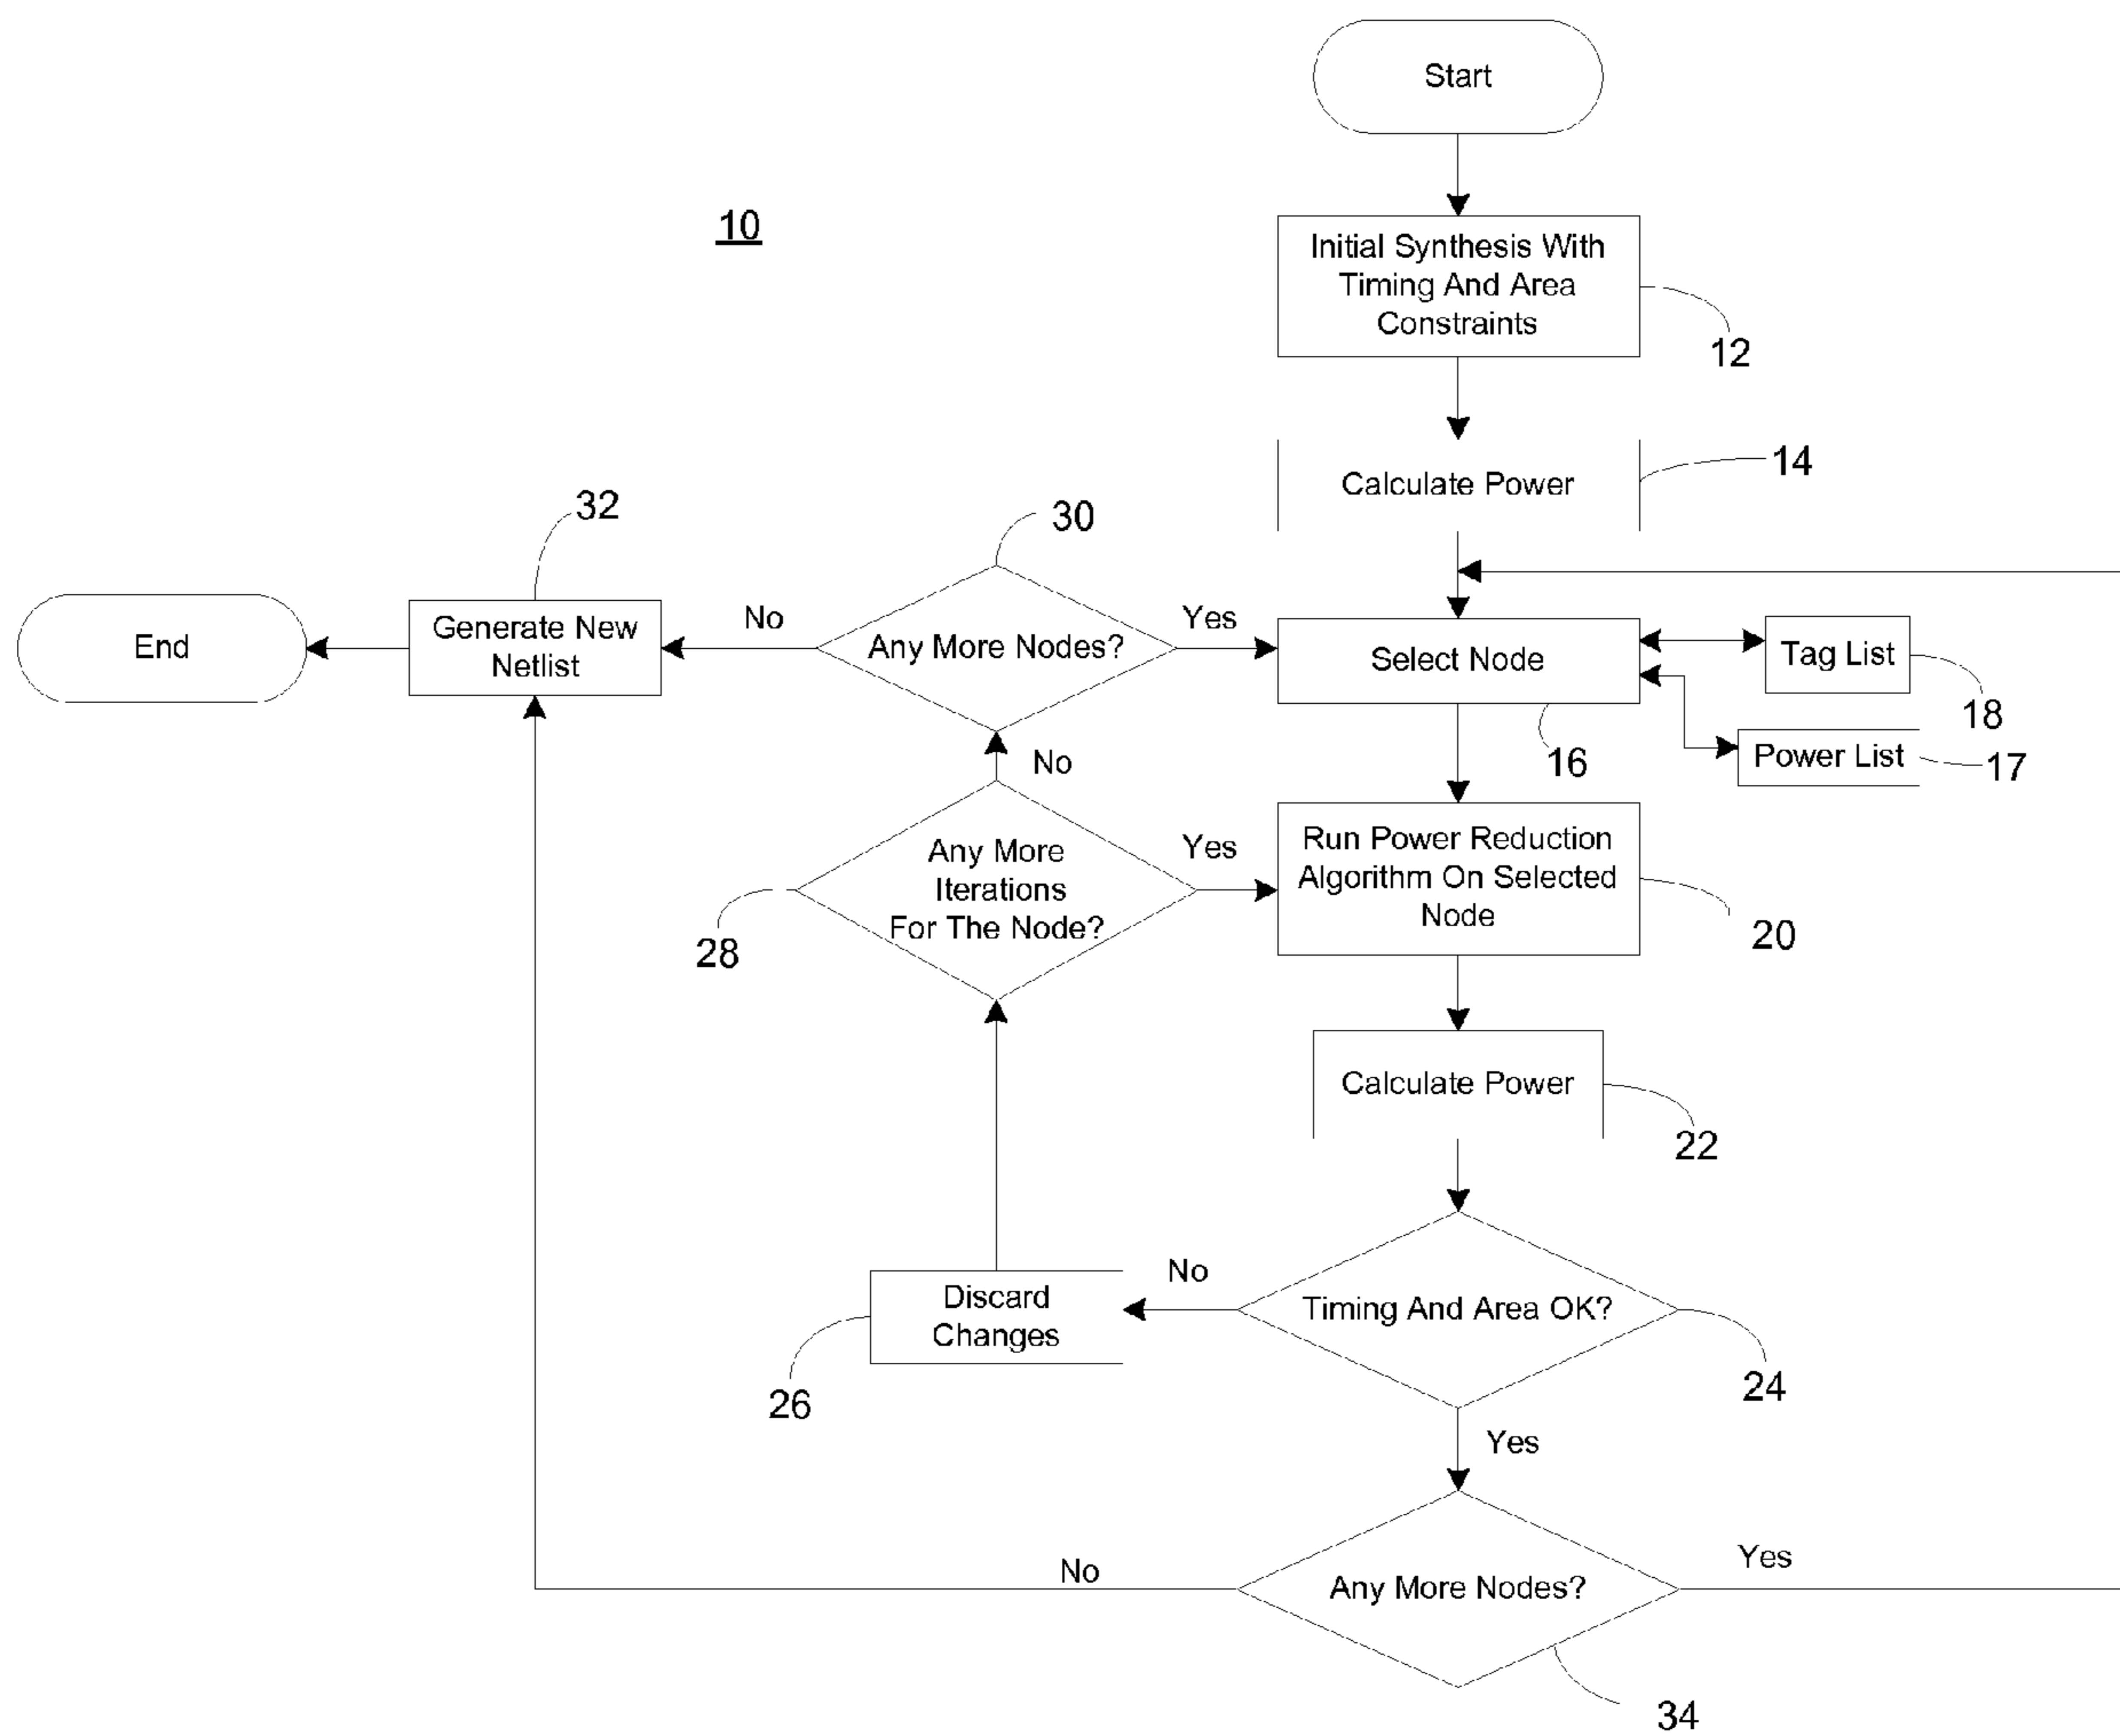 Start
10
Initial Synthesis With
Timing And Area
Constraints
12
Calculate Power
14
32
30
End
Generate New
Netlist
No
Any More Nodes?
Yes
Select Node
Tag List
18
16
Power List
17
No
Any More
Iterations
For The Node?
Yes
28
Run Power Reduction
Algorithm On Selected
Node
20
Calculate Power
22
Discard
Changes
No
Timing And Area OK?
26
24
Yes
No
Any More Nodes?
Yes
34